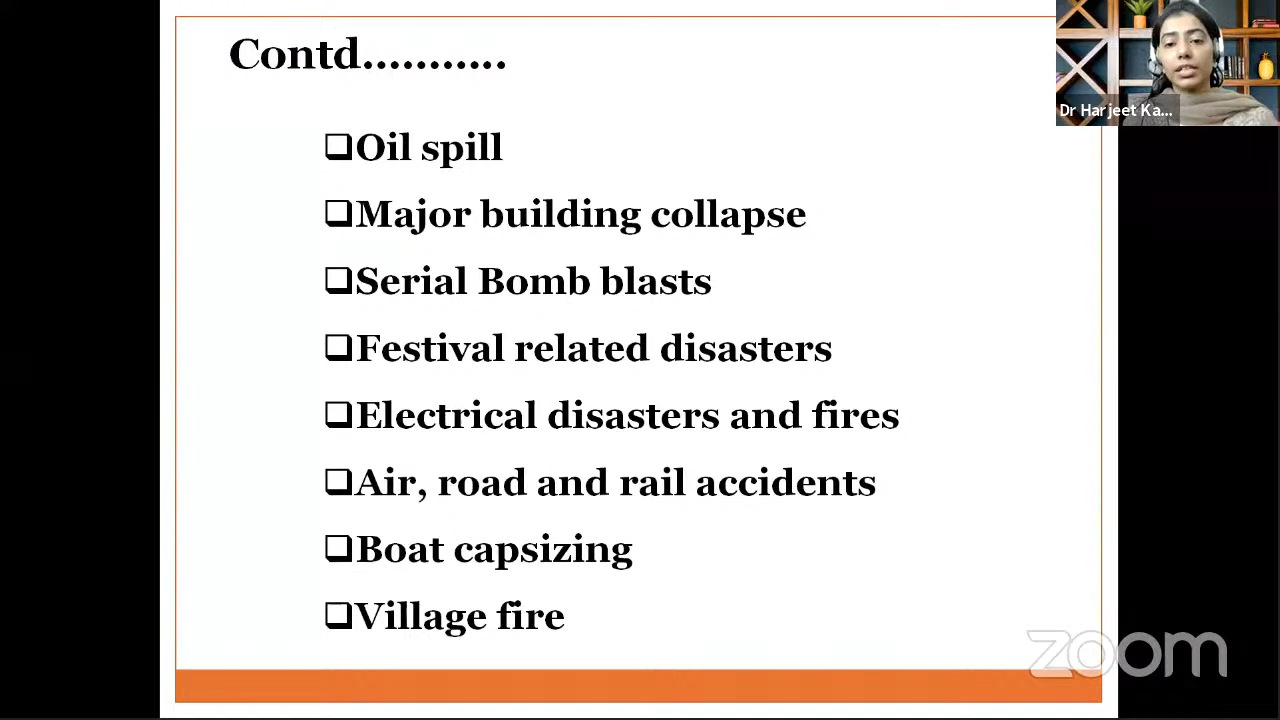 Contd...........
Dr Harjeet Ka...
❑Oil spill
❑Major building collapse
❑Serial Bomb blasts
❑Festival related disasters
❑Electrical disasters and fires
❑Air, road and rail accidents
❑Boat capsizing
❑Village fire
zoom